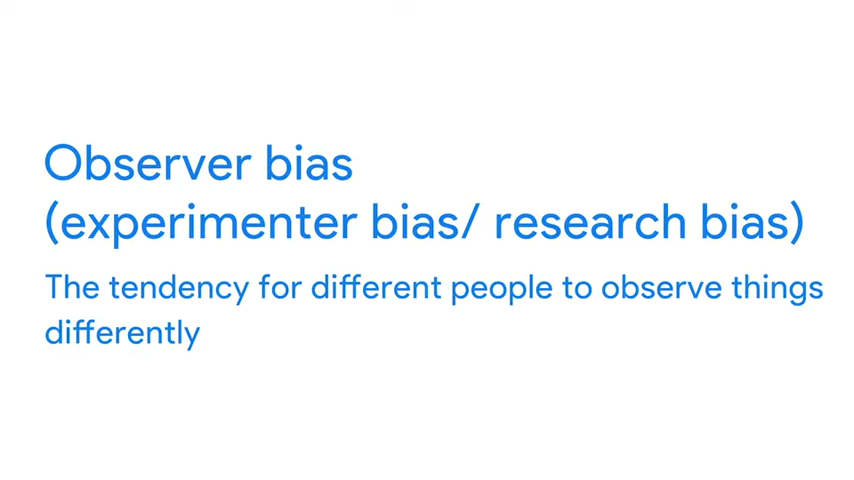 Observer bias
(experimenter bias/ research bias)
The tendency for different people to observe things
differently